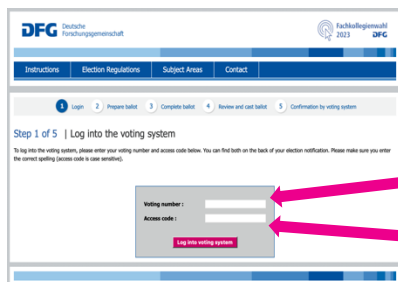 DFG Deutsche
Forschungsgemeinschaft
Fachkollegienwahl
2023 DFG
Instructions Election Regulations Subject Areas Contact
1 Login 2 Prepare ballot 3 Complete ballot 4 Review and cast ballot 5 Confirmation by voting system
Step 1 of 5 | Log into the voting system
To log into the voting system, please enter your voting number and access code below. You can find both on the back of your election notification. Please make sure you enter
the correct spelling (access code is case sensitive).
Voting number :
Access code :
Log into voting system